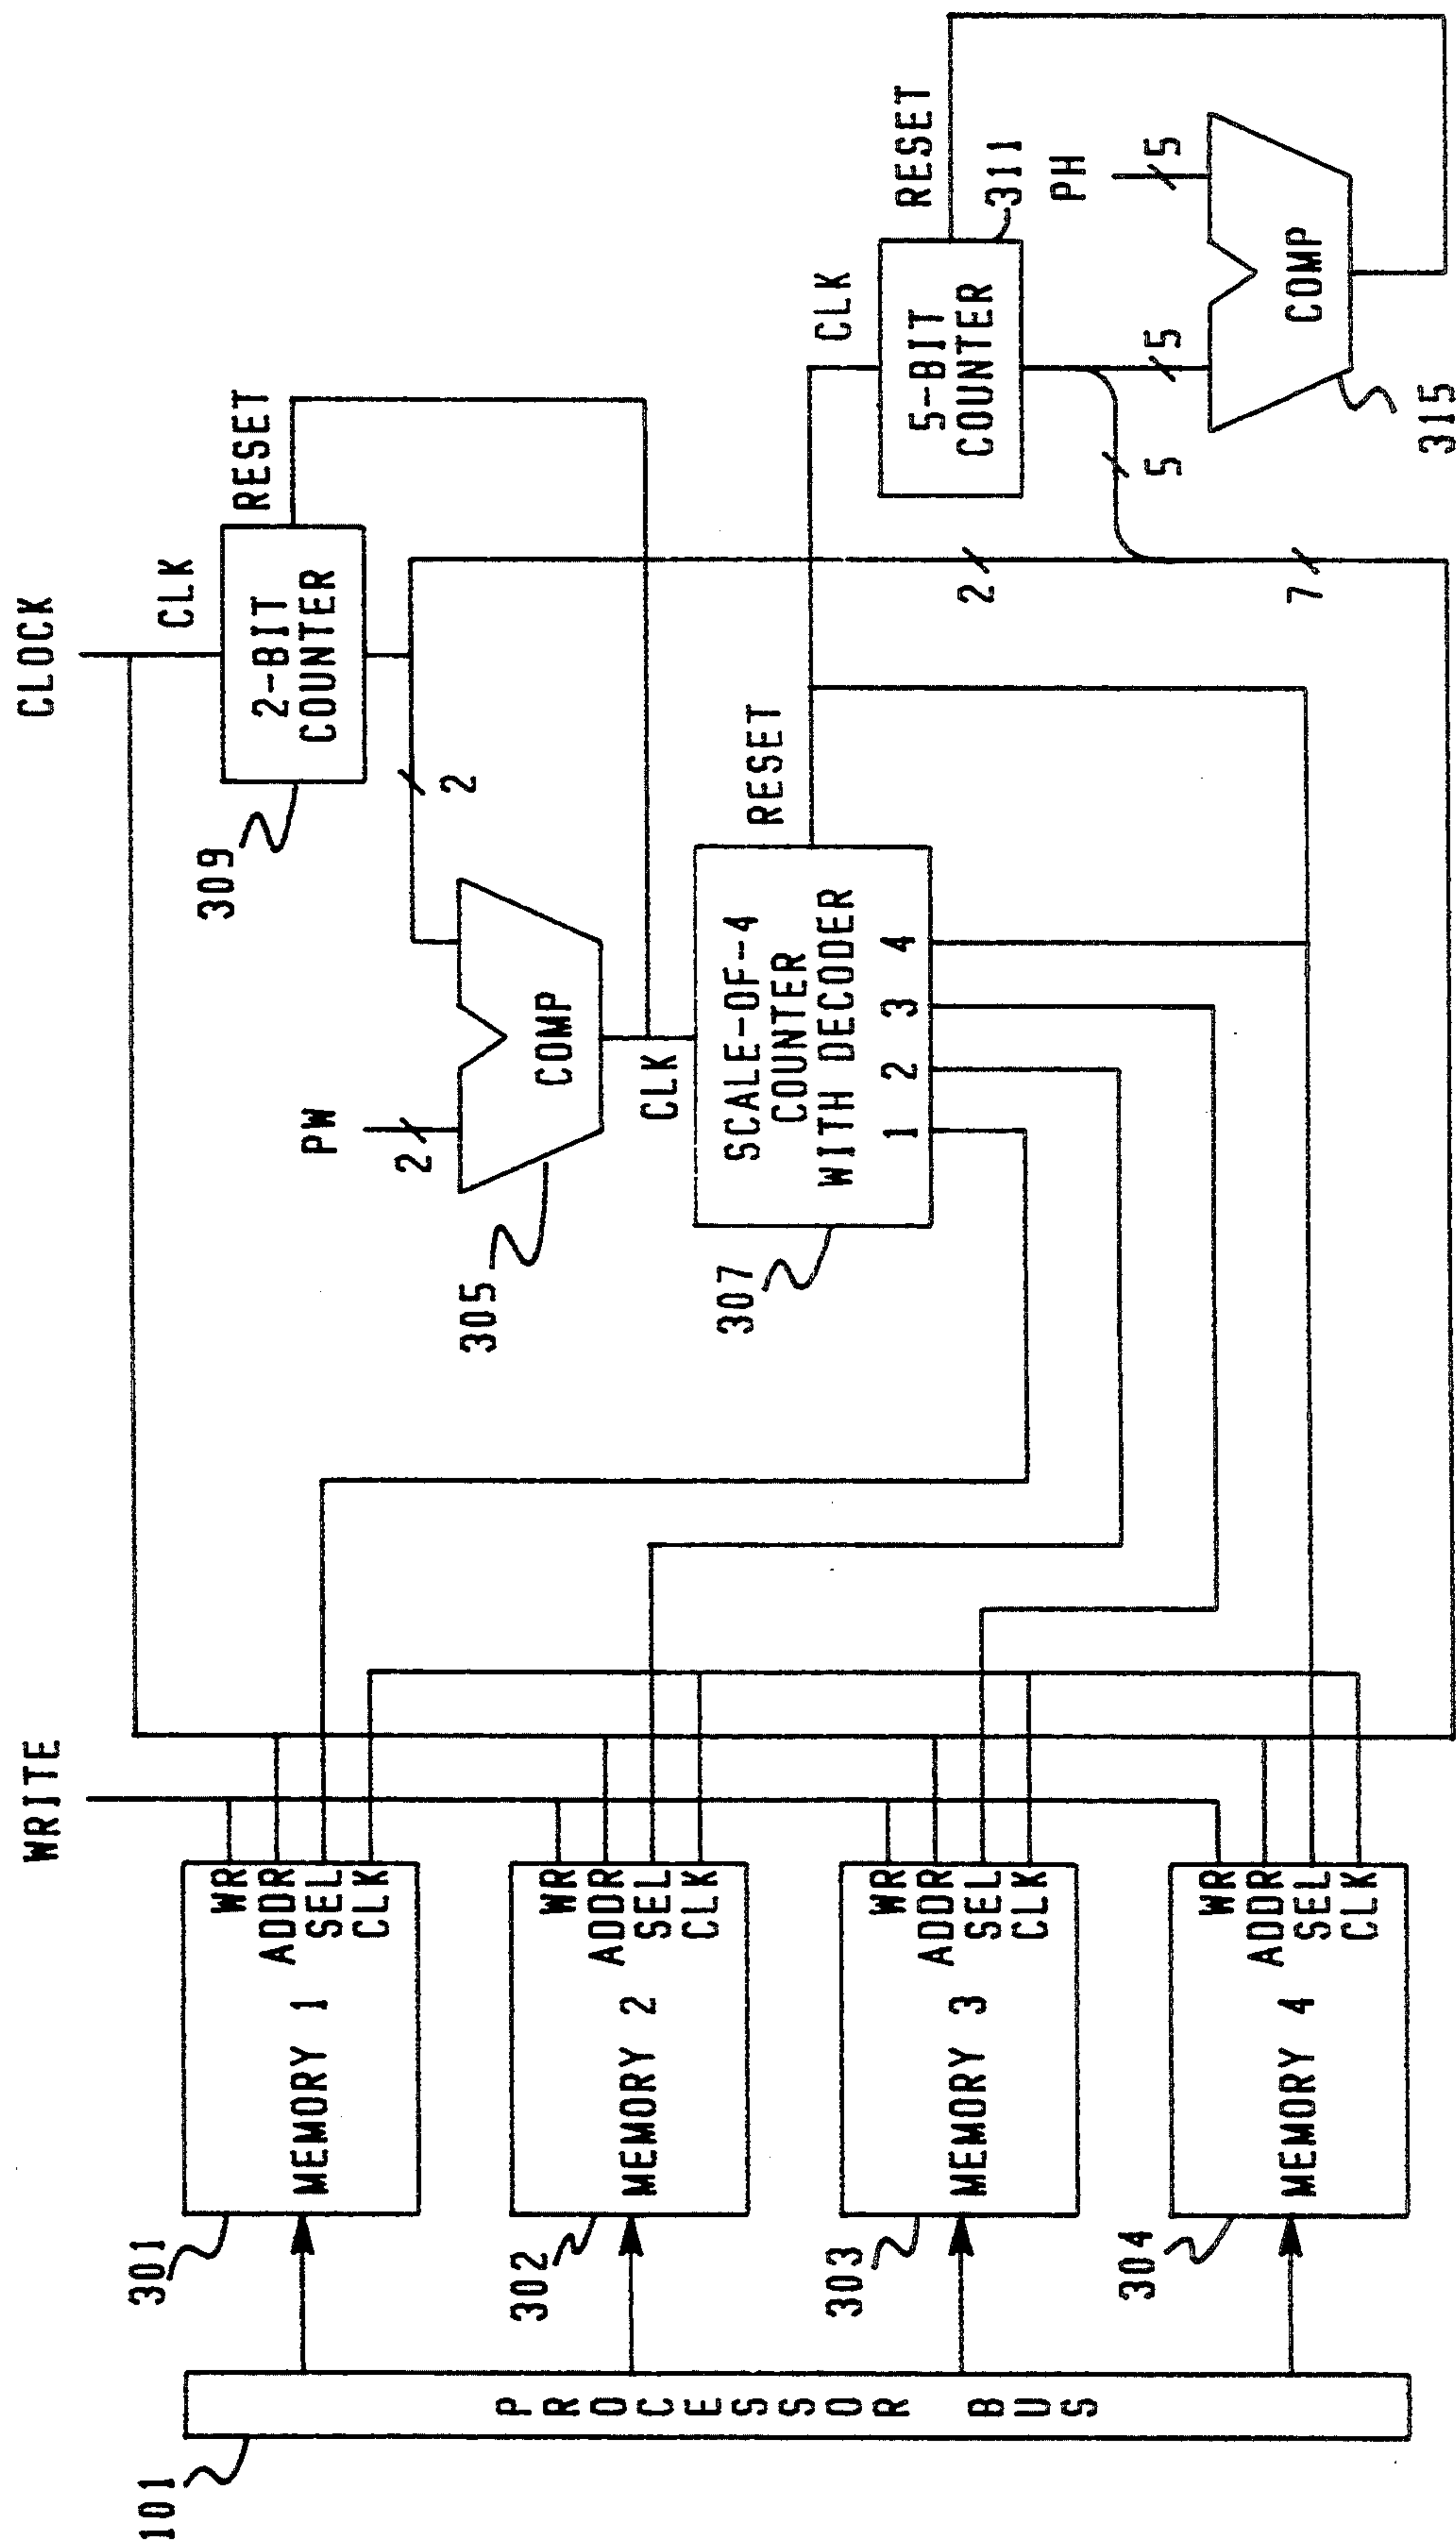 CLOCK
WRITE
CLK
RESET
2-BIT
COUNTER
309
2
PW
2
COMP
305
CLK
RESET
SCALE-OF-4
COUNTER
WITH DECODER
1 2 3 4
307
CLK
RESET
5-BIT
COUNTER
311
PH
5
5
5
COMP
315
2
7
WR
ADDR
SEL
CLK
MEMORY 1
301
WR
ADDR
SEL
CLK
MEMORY 2
302
WR
ADDR
SEL
CLK
MEMORY 3
303
WR
ADDR
SEL
CLK
MEMORY 4
304
PROCESSOR BUS
101